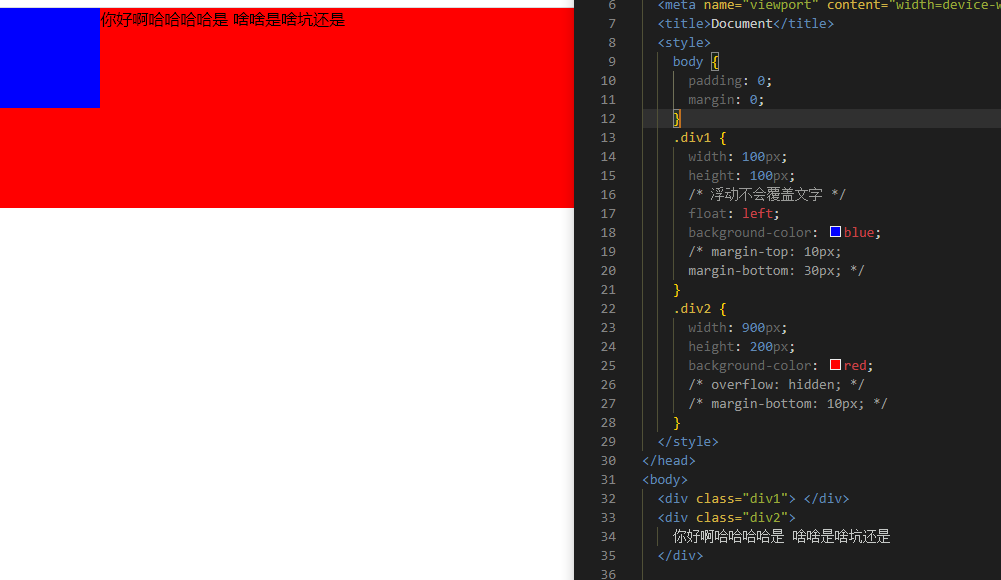 你好啊哈哈哈哈是 啥啥是啥坑还是
6 <meta name="viewport" content="width=device-w
7 <title>Document</title>
8 <style>
9 body {
10 padding: 0;
11 margin: 0;
12 }
13 .div1 {
14 width: 100px;
15 height: 100px;
16 /* 浮动不会覆盖文字 */
17 float: left;
18 background-color: blue;
19 /* margin-top: 10px;
20 margin-bottom: 30px; */
21 }
22 .div2 {
23 width: 900px;
24 height: 200px;
25 background-color: red;
26 /* overflow: hidden; */
27 /* margin-bottom: 10px; */
28 }
29 </style>
30 </head>
31 <body>
32 <div class="div1"> </div>
33 <div class="div2">
34 你好啊哈哈哈哈是 啥啥是啥坑还是
35 </div>
36